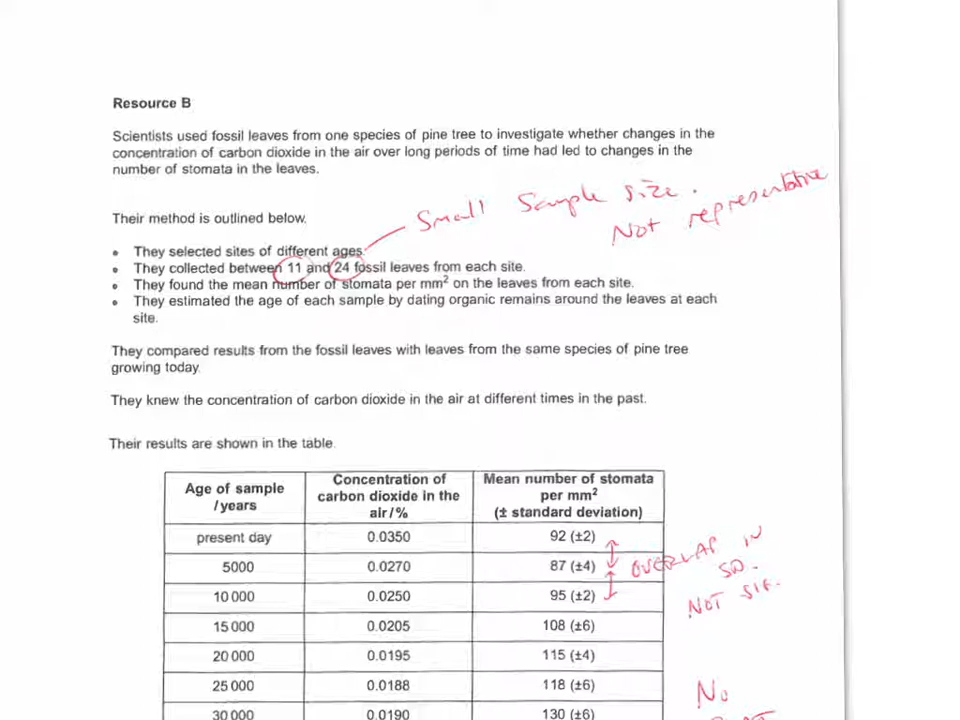 Resource B
Scientists used fossil leaves from one species of pine tree to investigate whether changes in the
concentration of carbon dioxide in the air over long periods of time had led to changes in the
number of stomata in the leaves.
Small Sample size.
Not representative
Their method is outlined below.
• They selected sites of different ages.
• They collected between 11 and 24 fossil leaves from each site.
• They found the mean number of stomata per mm² on the leaves from each site.
• They estimated the age of each sample by dating organic remains around the leaves at each
site.
They compared results from the fossil leaves with leaves from the same species of pine tree
growing today.
They knew the concentration of carbon dioxide in the air at different times in the past.
Their results are shown in the table.
Age of sample /years | Concentration of carbon dioxide in the air/% | Mean number of stomata per mm² (± standard deviation)
present day | 0.0350 | 92 (±2)
5000 | 0.0270 | 87 (±4)
10 000 | 0.0250 | 95 (±2)
OVERLAP IN
SD.
NOT SIG.
15 000 | 0.0205 | 108 (±6)
20 000 | 0.0195 | 115 (±4)
25 000 | 0.0188 | 118 (±6)
30 000 | 0.0190 | 130 (±6)
No